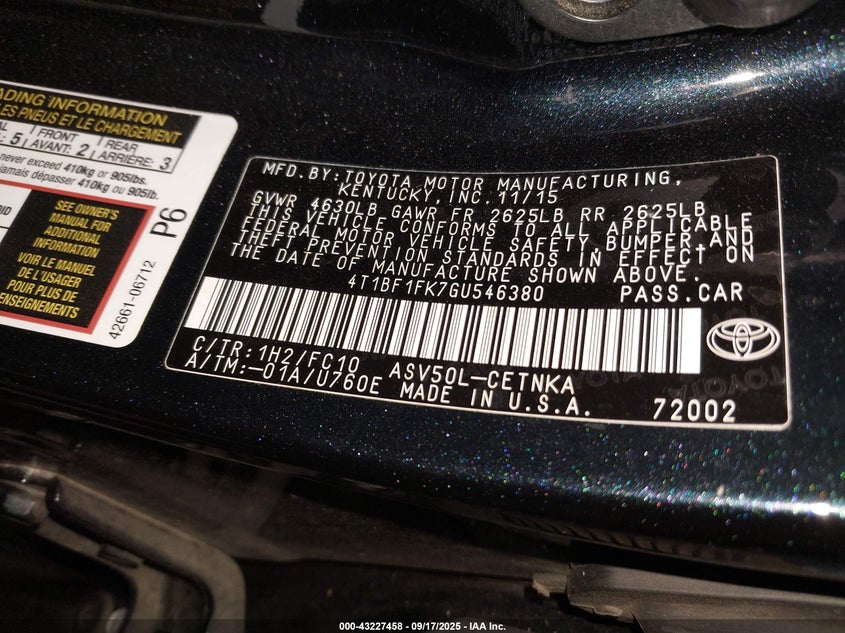 ADING INFORMATION
LES PNEUS ET LE CHARGEMENT
FRONT REAR
: 5 AVANT: 2 ARRIÈRE: 3
never exceed 410kg or 905lbs.
jamais dépasser 410kg ou 905lbs.
SEE OWNER'S
MANUAL FOR
ADDITIONAL
INFORMATION
VOIR LE MANUEL
DE L'USAGER
POUR PLUS DE
RENSEIGNEMENTS
P6
42661-06712
MFD.BY:TOYOTA MOTOR MANUFACTURING,
KENTUCKY, INC. 11/15
GVWR 4630LB GAWR FR 2625LB RR 2625LB
THIS VEHICLE CONFORMS TO ALL APPLICABLE
FEDERAL MOTOR VEHICLE SAFETY,BUMPER,AND
THEFT PREVENTION STANDARDS IN EFFECT ON
THE DATE OF MANUFACTURE SHOWN ABOVE.
4T1BF1FK7GU546380 PASS.CAR
C/TR:1H2/FC10 ASV50L-CETNKA
A/TM:-01A/U760E MADE IN U.S.A. 72002
000-43227458 - 09/17/2025 - IAA Inc.